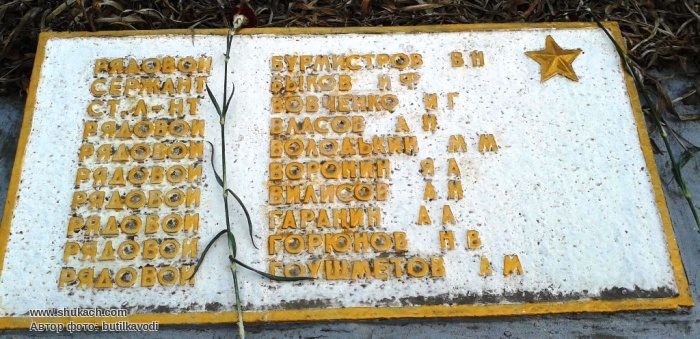 РЯДОВОЙ БУРМИСТРОВ В. Н
СЕРЖАНТ БЫКОВ Н Ф
СТ. Л-НТ ВОВЧЕНКО И Г
РЯДОВОЙ ВЛАСОВ А Н
РЯДОВОЙ ВОЛОДЬКИН М М
РЯДОВОЙ ВОРОНИН А
РЯДОВОЙ ВИЛИСОВ А Н
РЯДОВОЙ ГАРАНИН А А
РЯДОВОЙ ГОРЮНОВ Н В
РЯДОВОЙ М
www.shukach.com
Автор фото: butilkavodi